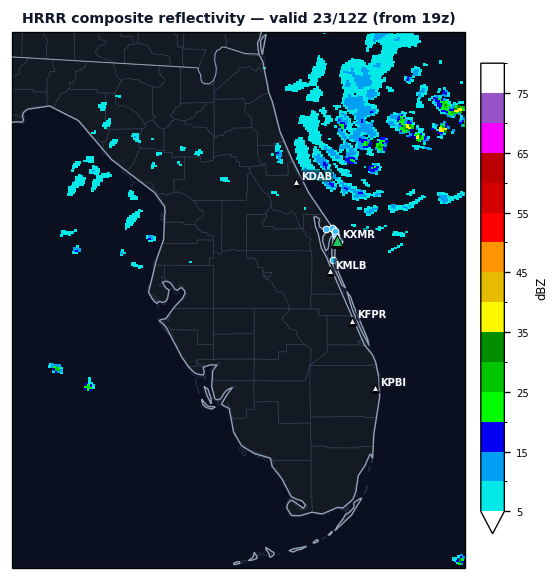 HRRR composite reflectivity — valid 23/12Z (from 19z)
KDAB
KXMR
KMLB
KFPR
KPBI
75
65
55
45
35
25
15
5
dBZ